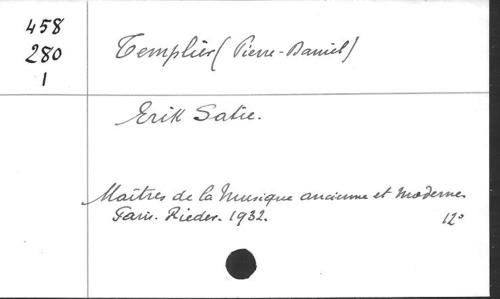 458
280
1
Templier (Pierre-Daniel)
Erik Satie.
Maîtres de la Musique ancienne et moderne
Paris. Rieder. 1932. 12°